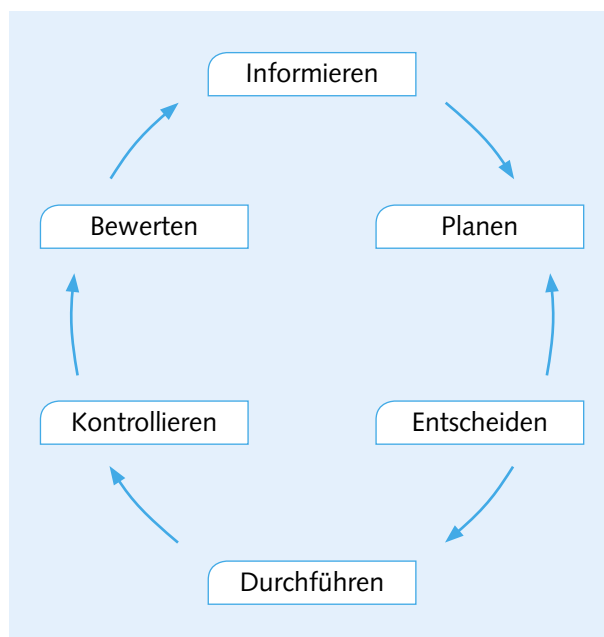 Informieren
Bewerten
Planen
Kontrollieren
Entscheiden
Durchführen